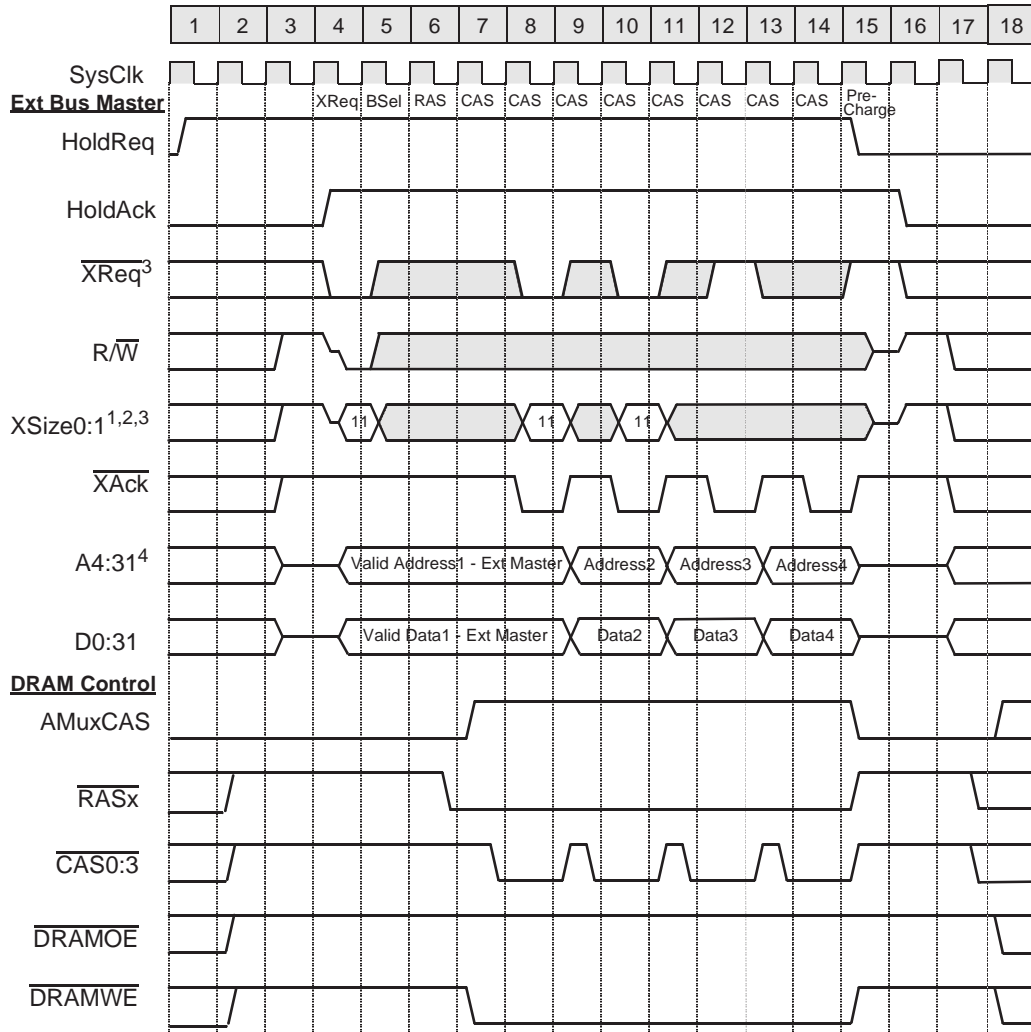 1 2 3 4 5 6 7 8 9 10 11 12 13 14 15 16 17 18
SysClk
Ext Bus Master
XReq BSel RAS CAS CAS CAS CAS CAS CAS CAS CAS Pre-
Charge
HoldReq
HoldAck
XReq3
R/W
XSize0:11,2,3
11 11 11
XAck
A4:314
Valid Address1 - Ext Master Address2 Address3 Address4
D0:31
Valid Data1 - Ext Master Data2 Data3 Data4
DRAM Control
AMuxCAS
RASx
CAS0:3
DRAMOE
DRAMWE